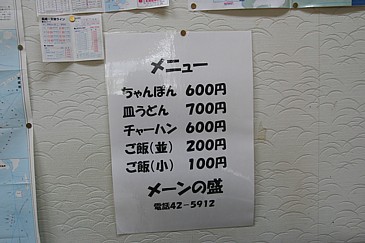 メニュー
ちゃんぽん 600円
皿うどん 700円
チャーハン 600円
ご飯(並) 200円
ご飯(小) 100円
メーンの盛
電話42-5912